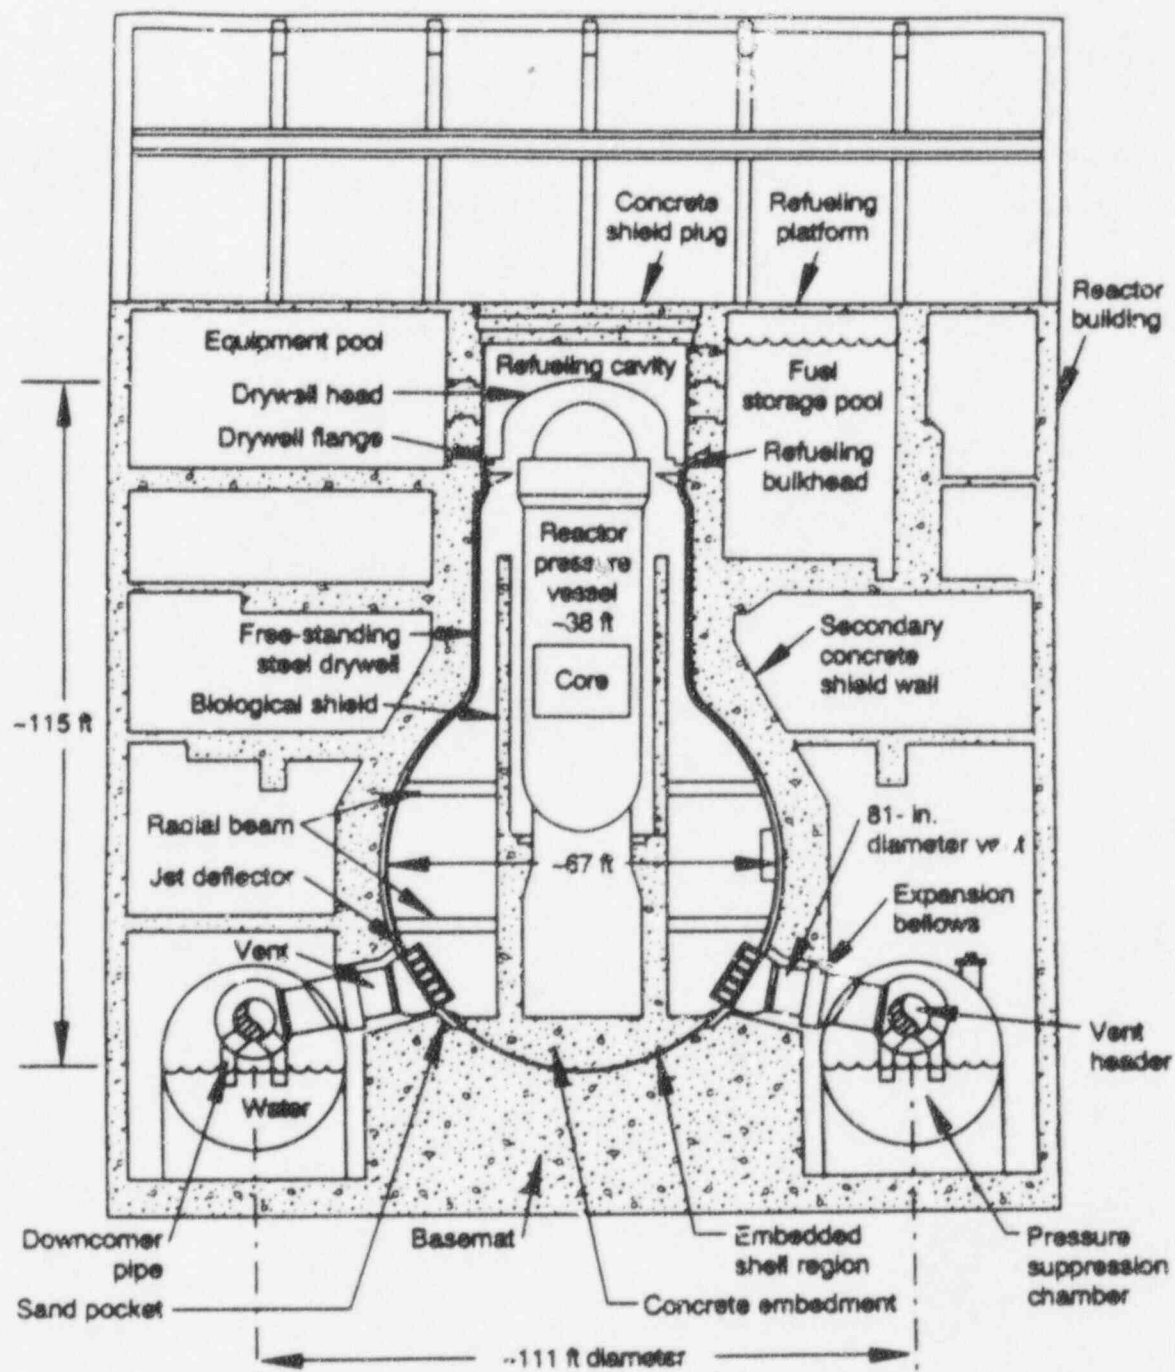 Concrete
shield plug
Refueling
platform
Reactor
building
Equipment pool
Refueling cavity
Fuel
storage pool
Drywell head
Drywell flange
Refueling
bulkhead
Reactor
vessel
~38 ft
Core
Free-standing
steel drywell
Biological shield
Secondary
concrete
shield wall
~115 ft
Radial beam
Jet deflector
~67 ft
81- in.
diameter
Expansion
bellows
Vent
Vent
header
Water
Downcomer
pipe
Basemat
Embedded
shell region
Pressure
suppression
chamber
Sand pocket
Concrete embedment
~111 ft diameter